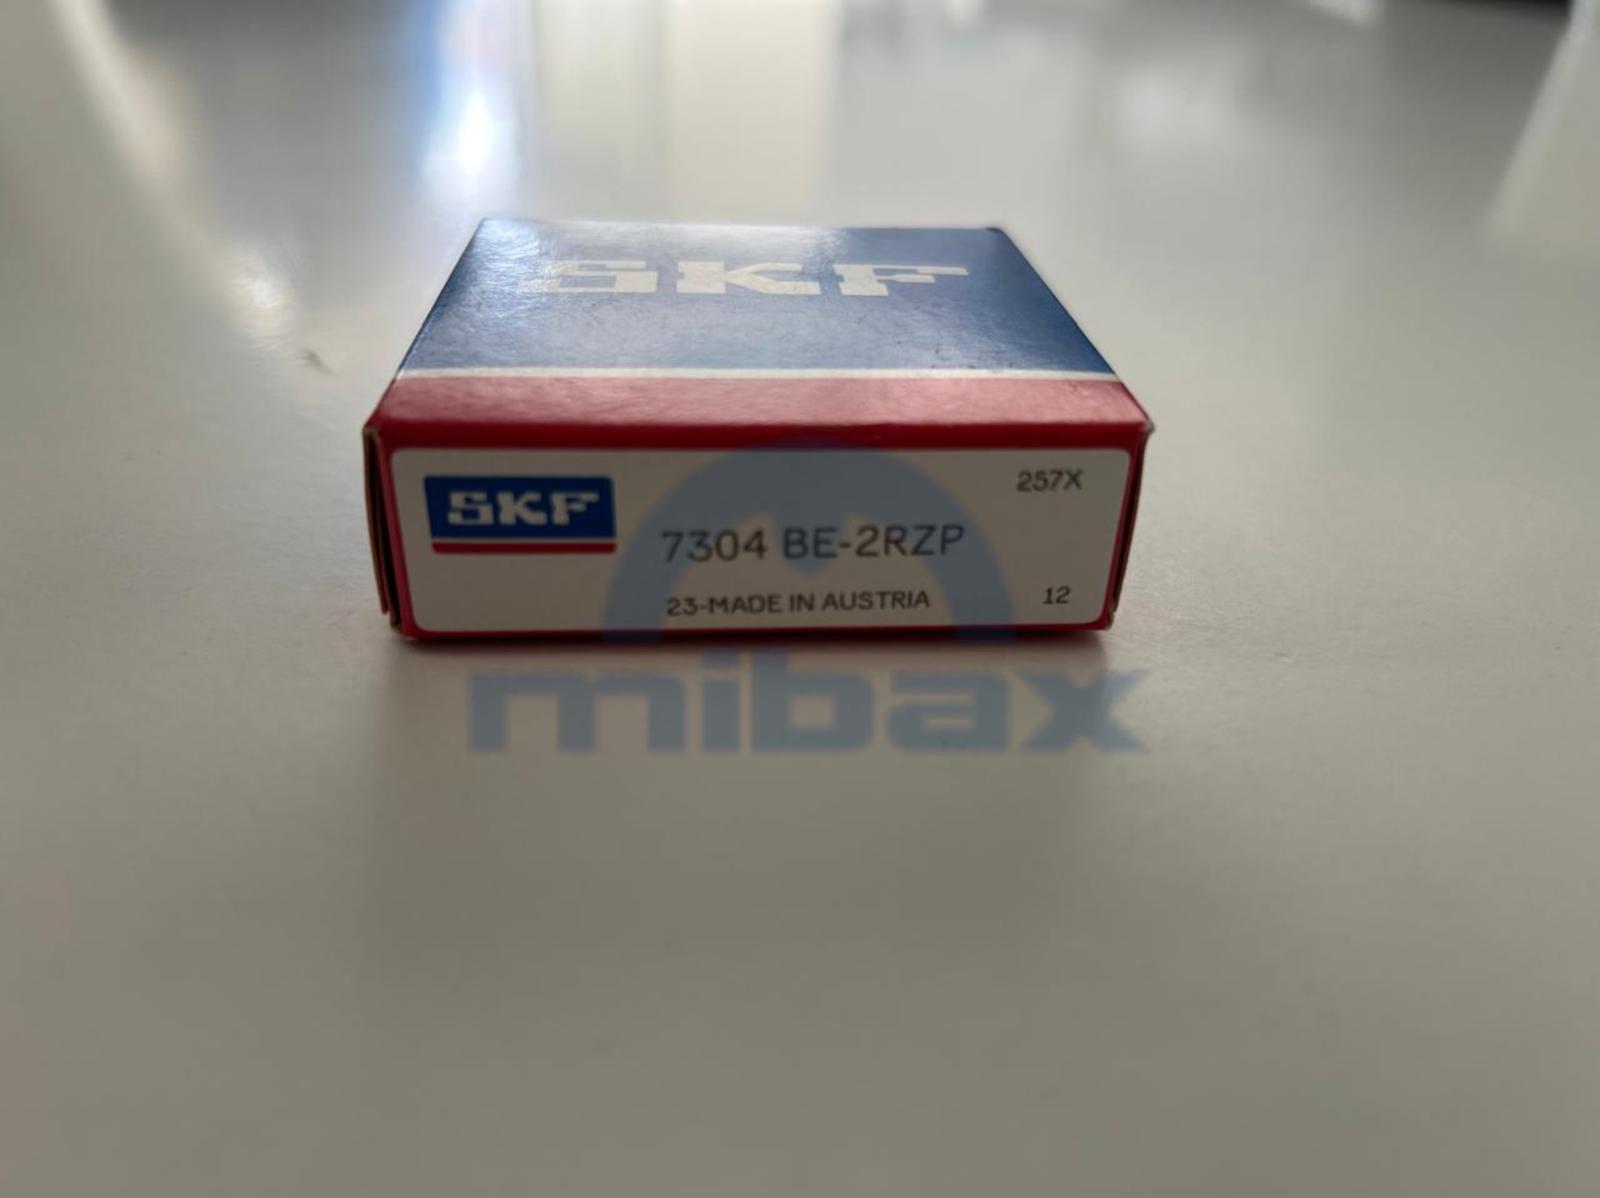 SKF
SKF
257X
7304 BE-2RZP
23-MADE IN AUSTRIA
12
mibax